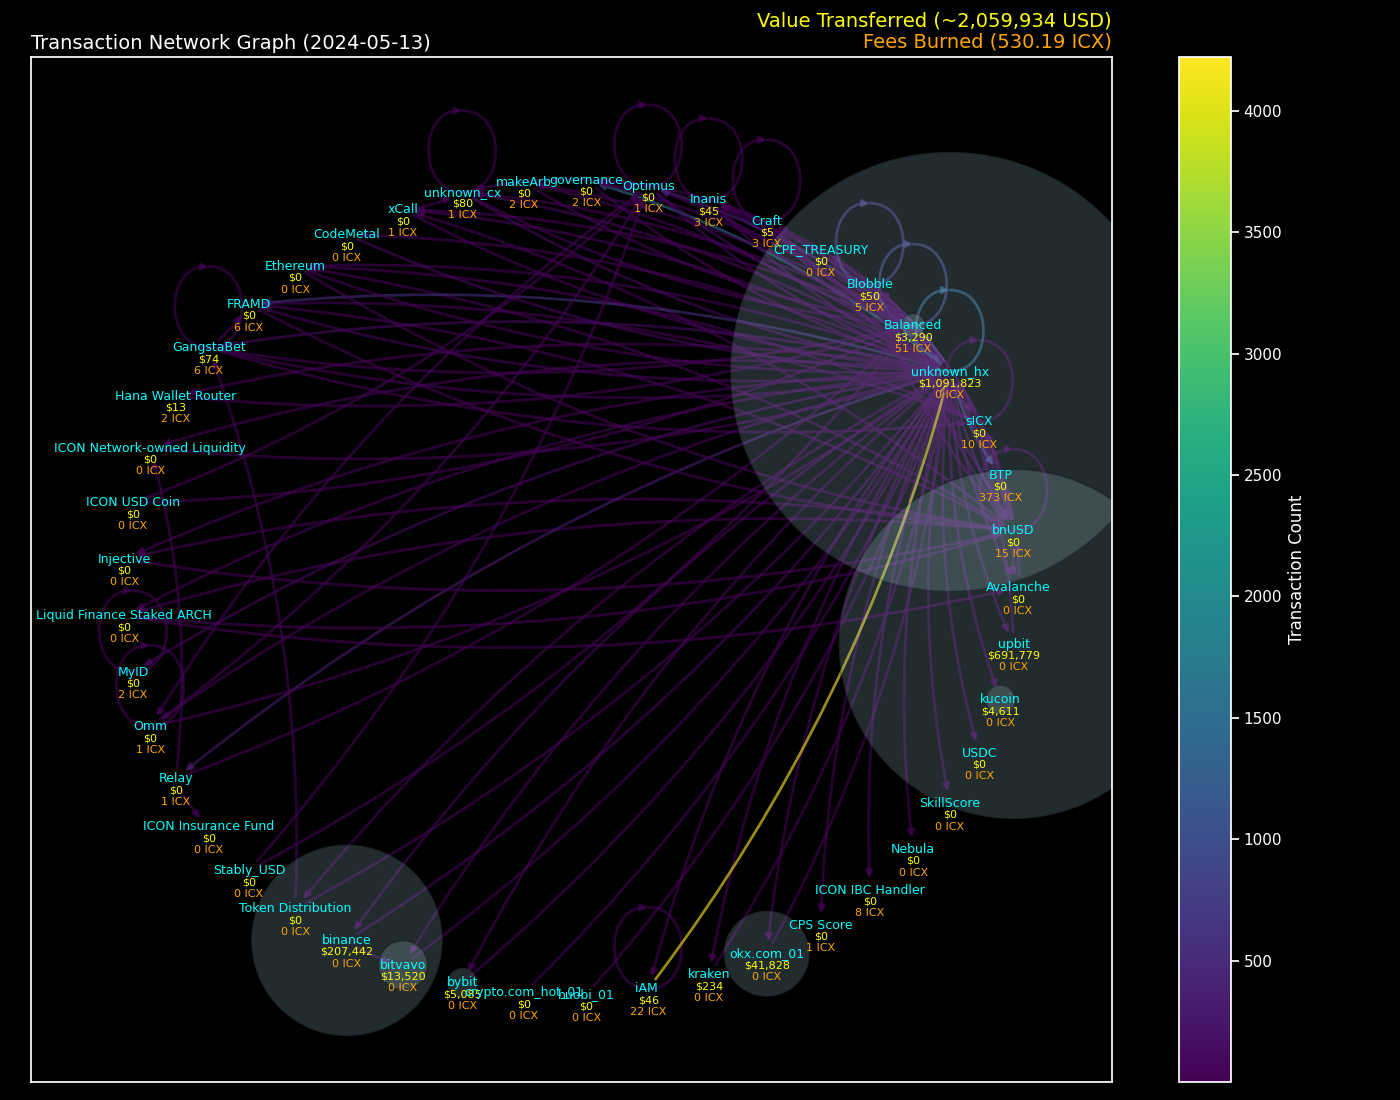 Value Transferred (~2,059,934 USD)
Transaction Network Graph (2024-05-13)
Fees Burned (530.19 ICX)
unknown_cx
$80
1 ICX
makeArb
$0
2 ICX
governance
$0
2 ICX
Optimus
$0
1 ICX
Inanis
$45
3 ICX
Craft
$5
3 ICX
CPF_TREASURY
$0
0 ICX
Blobble
$50
5 ICX
Balanced
$3,290
51 ICX
unknown_hx
$1,091,823
0 ICX
sICX
$0
10 ICX
BTP
$0
373 ICX
bnUSD
$0
15 ICX
Avalanche
$0
0 ICX
upbit
$691,779
0 ICX
kucoin
$4,611
0 ICX
USDC
$0
0 ICX
SkillScore
$0
0 ICX
Nebula
$0
0 ICX
ICON IBC Handler
$0
8 ICX
CPS Score
$0
1 ICX
okx.com_01
$41,828
0 ICX
kraken
$234
0 ICX
iAM
$46
22 ICX
huobi_01
$0
0 ICX
crypto.com_hot_01
$0
0 ICX
bybit
$5,085
0 ICX
bitvavo
$13,520
0 ICX
binance
$207,442
0 ICX
Token Distribution
$0
0 ICX
Stably_USD
$0
0 ICX
ICON Insurance Fund
$0
0 ICX
Relay
$0
1 ICX
Omm
$0
1 ICX
MyID
$0
2 ICX
Liquid Finance Staked ARCH
$0
0 ICX
Injective
$0
0 ICX
ICON USD Coin
$0
0 ICX
ICON Network-owned Liquidity
$0
0 ICX
Hana Wallet Router
$13
2 ICX
GangstaBet
$74
6 ICX
FRAMD
$0
6 ICX
Ethereum
$0
0 ICX
CodeMetal
$0
0 ICX
xCall
$0
1 ICX
4000
3500
3000
2500
2000
1500
1000
500
Transaction Count